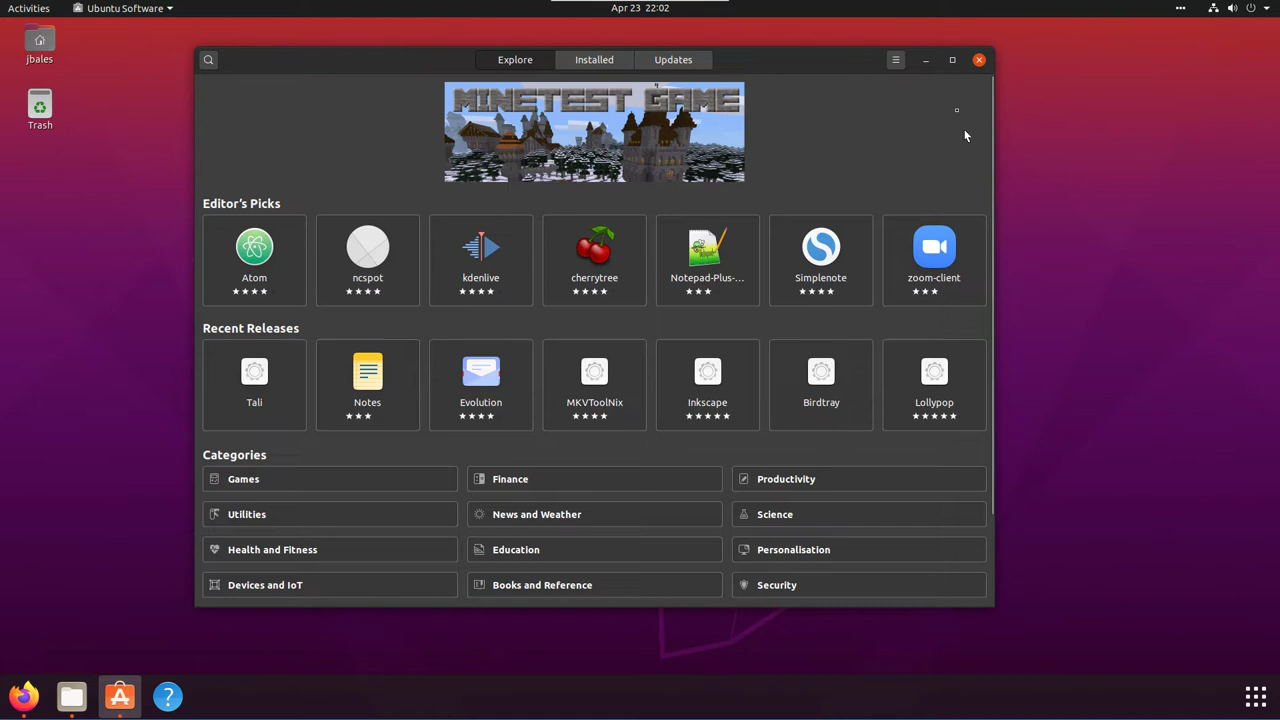 Activities
Ubuntu Software
Apr 23 22:02
jbales
Trash
Explore
Installed
Updates
MINETEST GAME
Editor's Picks
Atom
ncspot
kdenlive
cherrytree
Notepad-Plus-...
Simplenote
zoom-client
Recent Releases
Tali
Notes
Evolution
MKVToolNix
Inkscape
Birdtray
Lollypop
Categories
Games
Finance
Productivity
Utilities
News and Weather
Science
Health and Fitness
Education
Personalisation
Devices and IoT
Books and Reference
Security